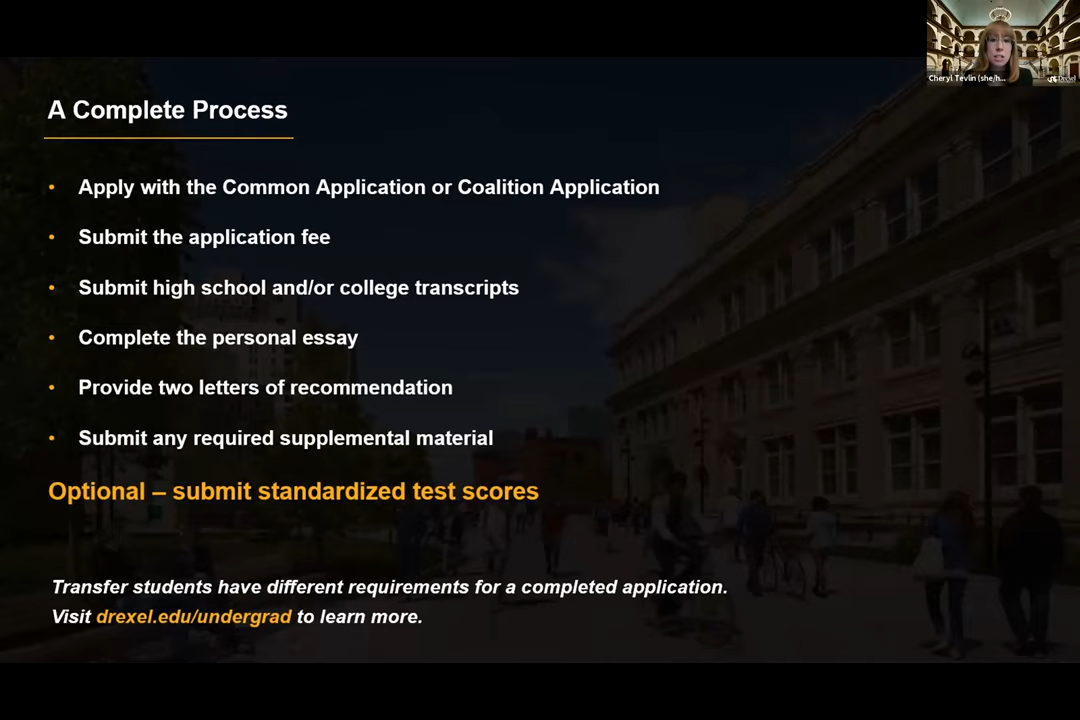 Cheryl Tevlin (she/h...
Drexel
A Complete Process
• Apply with the Common Application or Coalition Application
• Submit the application fee
• Submit high school and/or college transcripts
• Complete the personal essay
• Provide two letters of recommendation
• Submit any required supplemental material
Optional – submit standardized test scores
Transfer students have different requirements for a completed application.
Visit drexel.edu/undergrad to learn more.